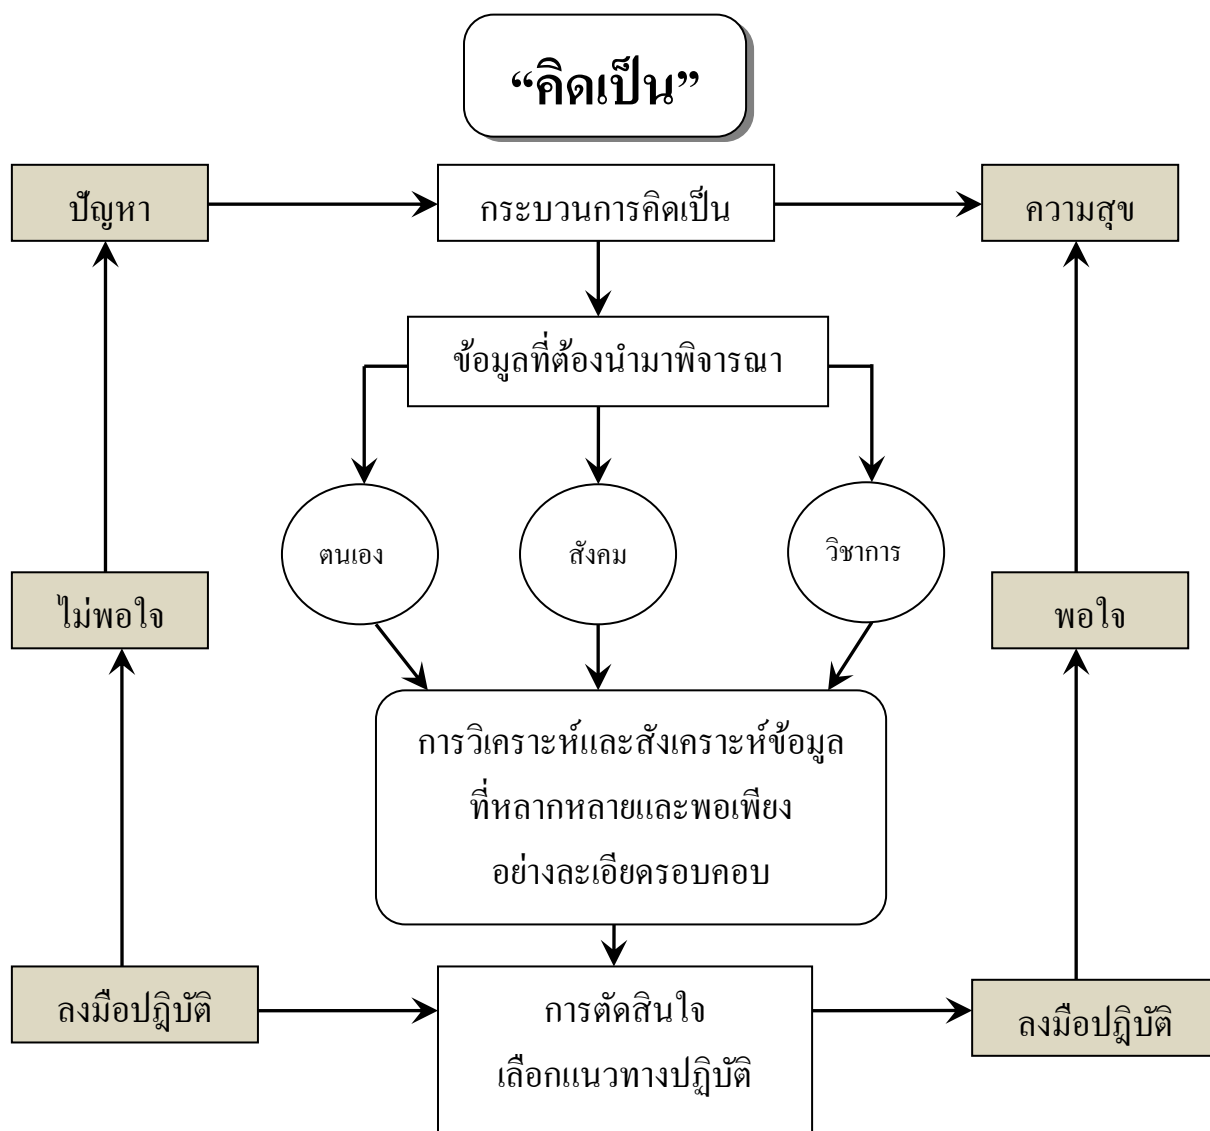 “คิดเป็น”
ปัญหา
กระบวนการคิดเป็น
ความสุข
ข้อมูลที่ต้องนำมาพิจารณา
ตนเอง
สังคม
วิชาการ
ไม่พอใจ
พอใจ
การวิเคราะห์และสังเคราะห์ข้อมูล
ที่หลากหลายและพอเพียง
อย่างละเอียดรอบคอบ
ลงมือปฎิบัติ
การตัดสินใจ
เลือกแนวทางปฏิบัติ
ลงมือปฎิบัติ